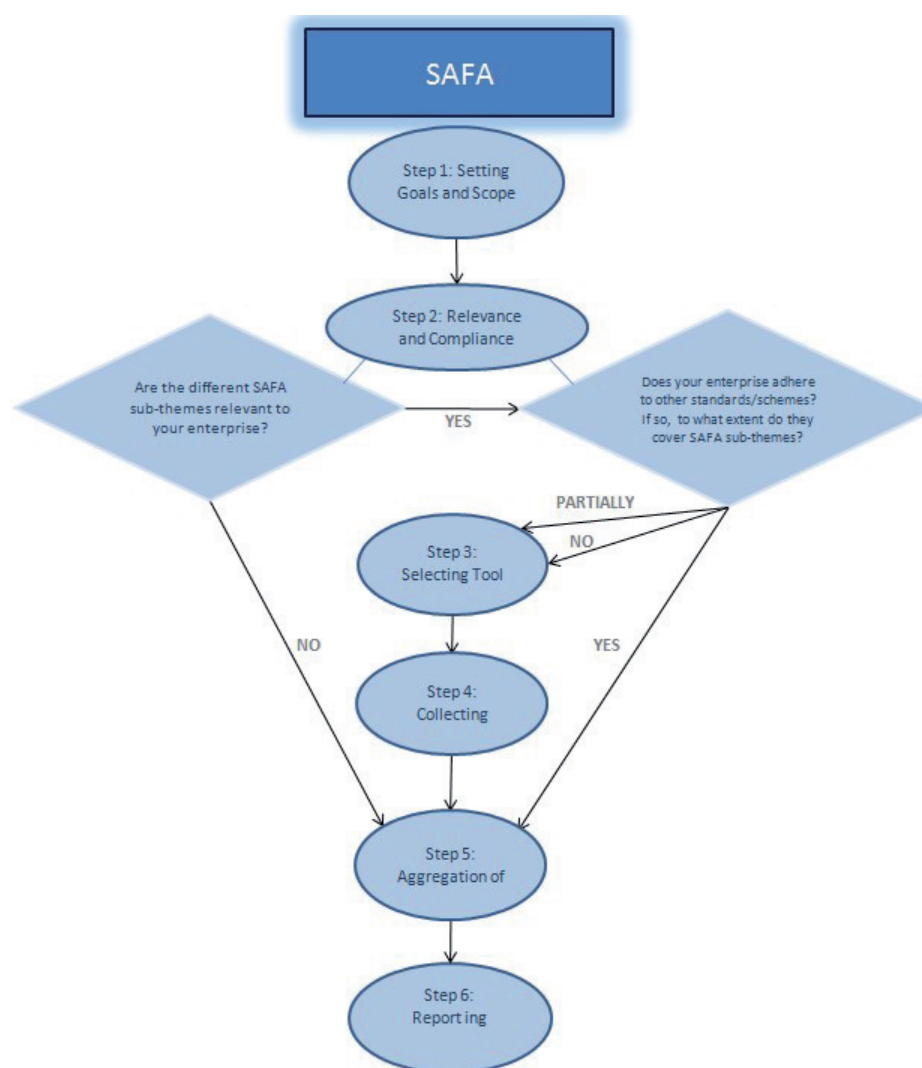 SAFA
Step 1: Setting
Goals and Scope
Step 2: Relevance
and Compliance
Are the different SAFA
sub-themes relevant to
your enterprise?
YES
Does your enterprise adhere
to other standards/schemes?
If so, to what extent do they
cover SAFA sub-themes?
PARTIALLY
NO
Step 3:
Selecting Tool
NO
YES
Step 4:
Collecting
Step 5:
Aggregation of
Step 6:
Reporting